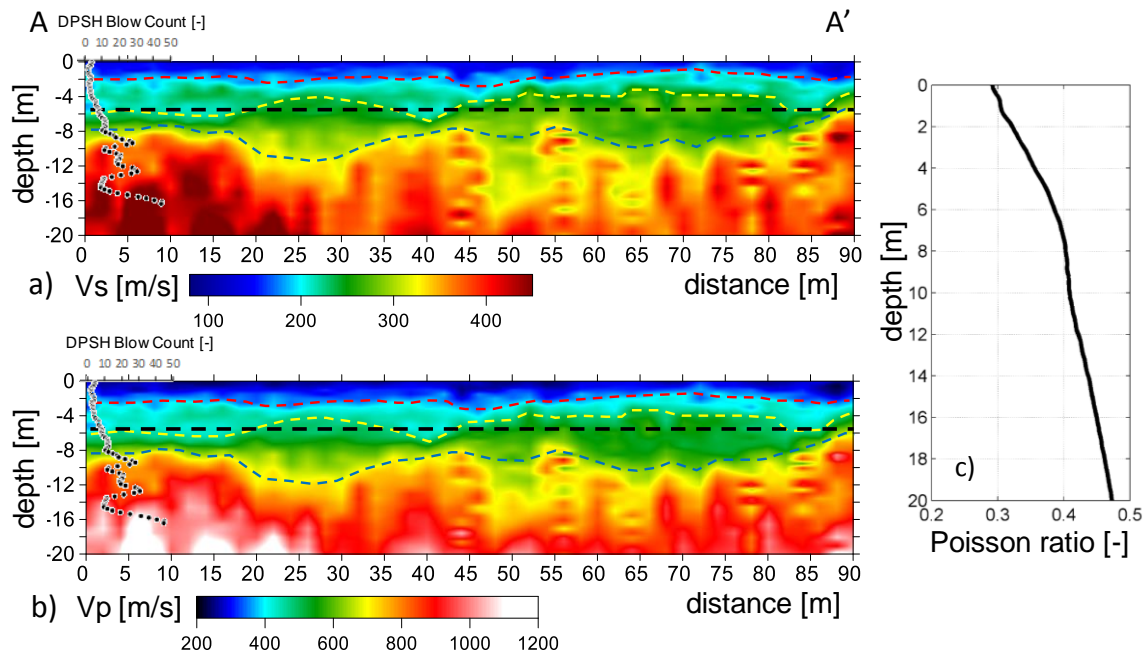 A
DPSH Blow Count [-]
0 10 20 30 40 50
A’
0
-4
-8
-12
-16
-20
depth [m]
0 5 10 15 20 25 30 35 40 45 50 55 60 65 70 75 80 85 90
a) Vs [m/s]
distance [m]
100 200 300 400
DPSH Blow Count [-]
0 10 20 30 40 50
0
-4
-8
-12
-16
-20
depth [m]
0 5 10 15 20 25 30 35 40 45 50 55 60 65 70 75 80 85 90
b) Vp [m/s]
distance [m]
200 400 600 800 1000 1200
0
2
4
6
8
10
12
14
16
18
20
depth [m]
c)
0.2 0.3 0.4 0.5
Poisson ratio [-]